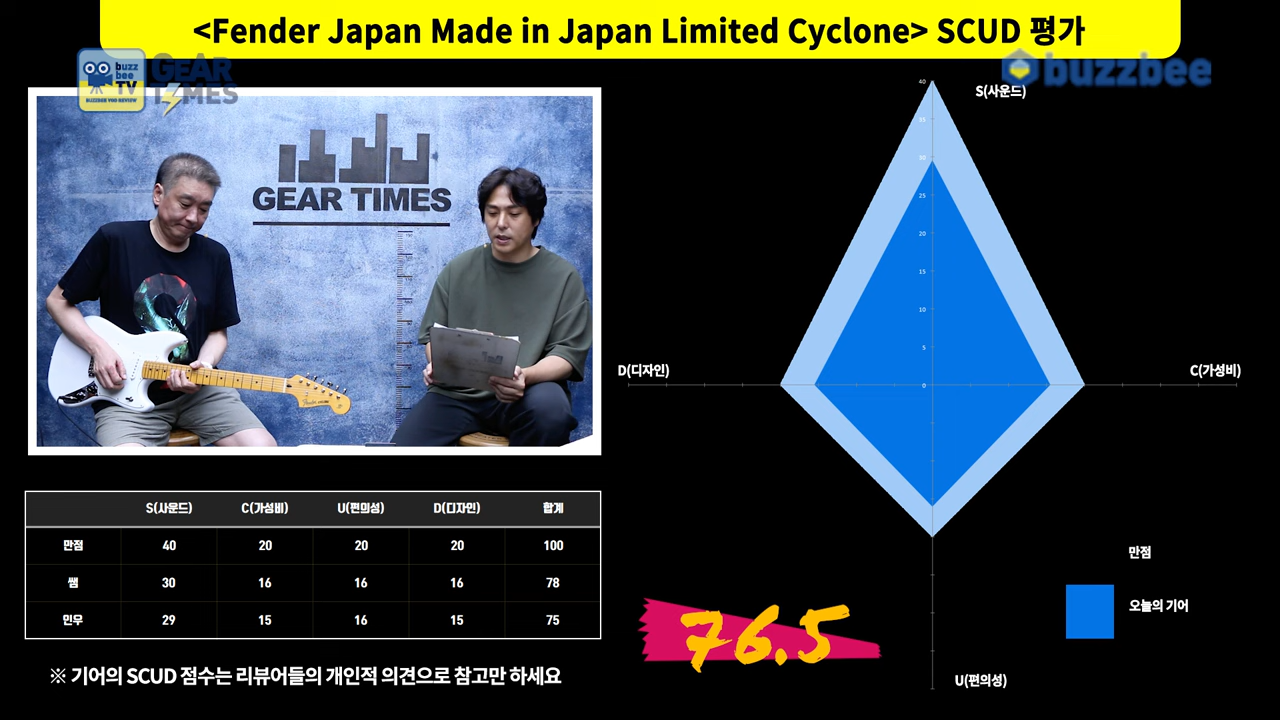 <Fender Japan Made in Japan Limited Cyclone> SCUD 평가
buzz
bee
TV
BUZZBEE YOU REVIEW
GEAR
TIMES
buzzbee
GEAR TIMES
Fender
S(사운드) C(가성비) U(편의성) D(디자인) 합계
만점 40 20 20 20 100
쌤 30 16 16 16 78
민우 29 15 16 15 75
※ 기어의 SCUD 점수는 리뷰어들의 개인적 의견으로 참고만 하세요
S(사운드)
40
35
30
25
20
15
10
5
0
D(디자인)
C(가성비)
U(편의성)
만점
오늘의 기어
76.5